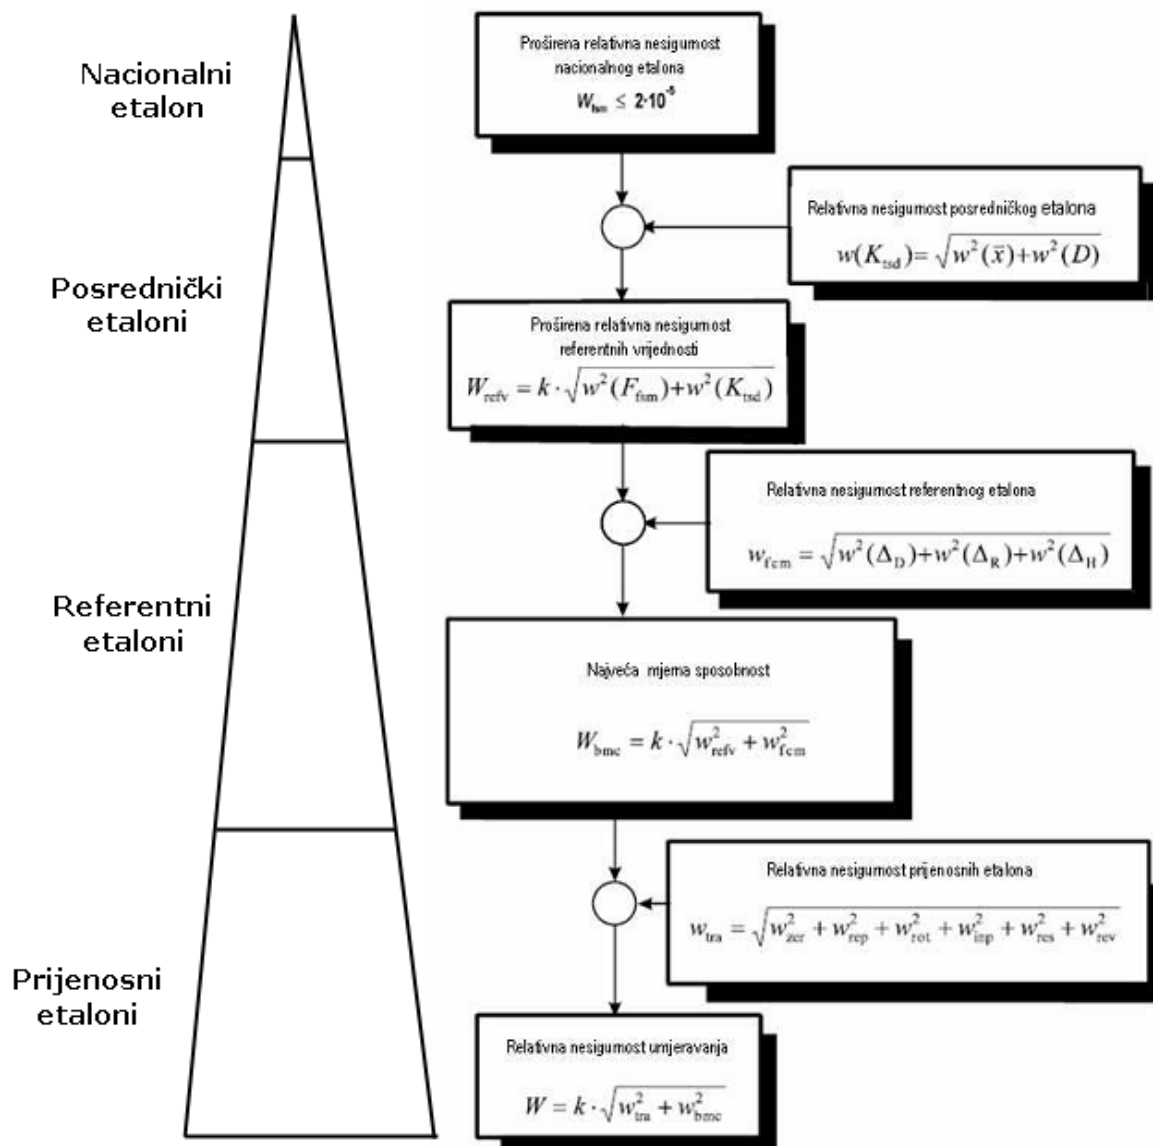 Nacionalni
etalon
Posrednički
etaloni
Referentni
etaloni
Prijenosni
etaloni
Proširena relativna nesigurnost
nacionalnog etalona
W_fsm ≤ 2·10^-5
Relativna nesigurnost posredničkog etalona
w(K_tsd)= √(w²(x̄)+w²(D))
Proširena relativna nesigurnost
referentnih vrijednosti
W_refv = k · √(w²(F_fsm)+w²(K_tsd))
Relativna nesigurnost referentnog etalona
w_fcm = √(w²(Δ_D)+w²(Δ_R)+w²(Δ_H))
Najveća mjerna sposobnost
W_bmc = k · √(w²_refv + w²_fcm)
Relativna nesigurnost prijenosnih etalona
w_tra = √(w²_zer + w²_rep + w²_rot + w²_inp + w²_res + w²_rev)
Relativna nesigurnost umjeravanja
W = k · √(w²_tra + w²_bmc)